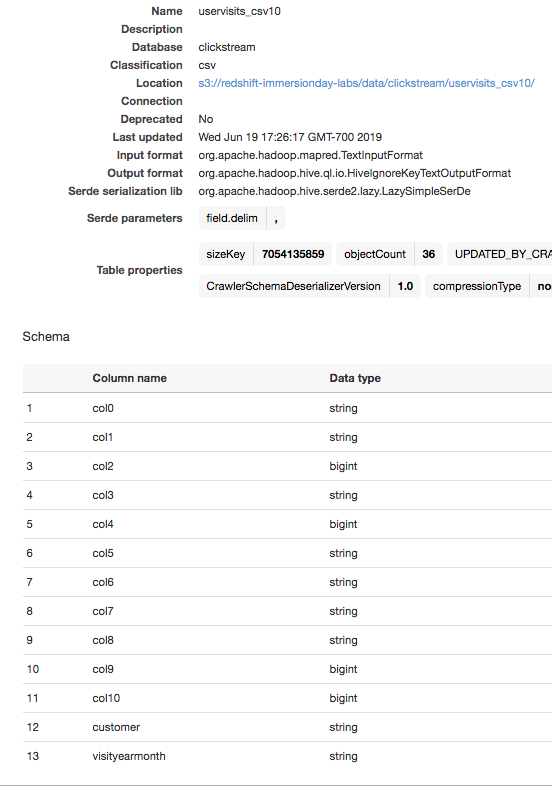 Name uservisits_csv10
Description
Database clickstream
Classification csv
Location s3://redshift-immersionday-labs/data/clickstream/uservisits_csv10/
Connection
Deprecated No
Last updated Wed Jun 19 17:26:17 GMT-700 2019
Input format org.apache.hadoop.mapred.TextInputFormat
Output format org.apache.hadoop.hive.ql.io.HiveIgnoreKeyTextOutputFormat
Serde serialization lib org.apache.hadoop.hive.serde2.lazy.LazySimpleSerDe
Serde parameters field.delim ,
sizeKey 7054135859 objectCount 36 UPDATED_BY_CRA
Table properties
CrawlerSchemaDeserializerVersion 1.0 compressionType no
Schema
Column name Data type
1 col0 string
2 col1 string
3 col2 bigint
4 col3 string
5 col4 bigint
6 col5 string
7 col6 string
8 col7 string
9 col8 string
10 col9 bigint
11 col10 bigint
12 customer string
13 visityearmonth string